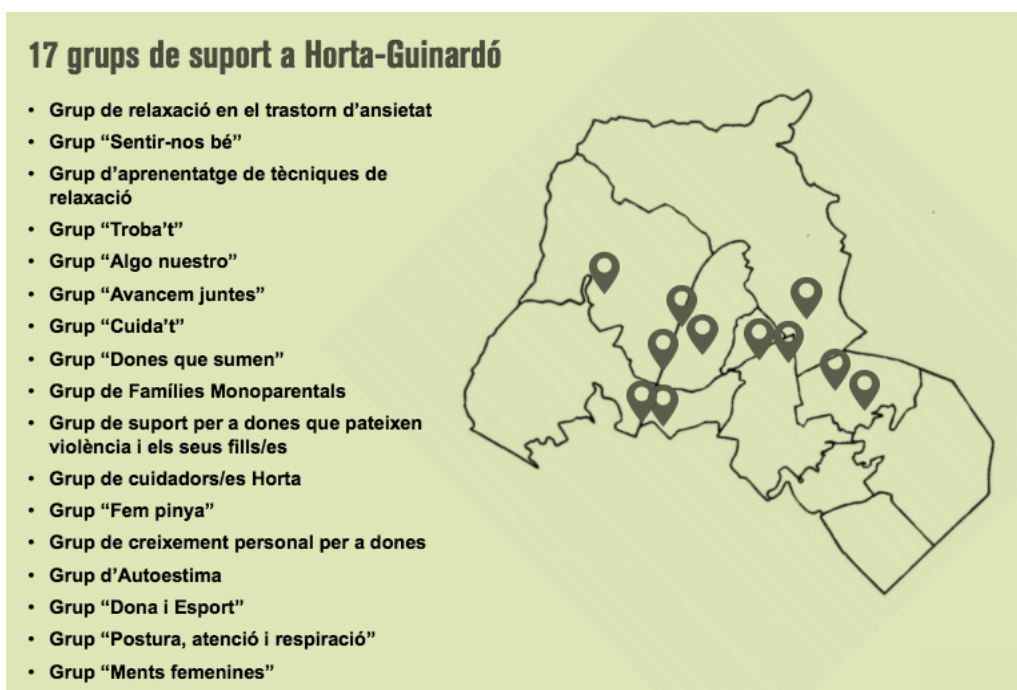 17 grups de suport a Horta-Guinardó
• Grup de relaxació en el trastorn d’ansietat
• Grup “Sentir-nos bé”
• Grup d’aprenentatge de tècniques de
relaxació
• Grup “Troba’t”
• Grup “Algo nuestro”
• Grup “Avancem juntes”
• Grup “Cuida’t”
• Grup “Dones que sumen”
• Grup de Famílies Monoparentals
• Grup de suport per a dones que pateixen
violència i els seus fills/es
• Grup de cuidadors/es Horta
• Grup “Fem pinya”
• Grup de creixement personal per a dones
• Grup d’Autoestima
• Grup “Dona i Esport”
• Grup “Postura, atenció i respiració”
• Grup “Ments femenines”